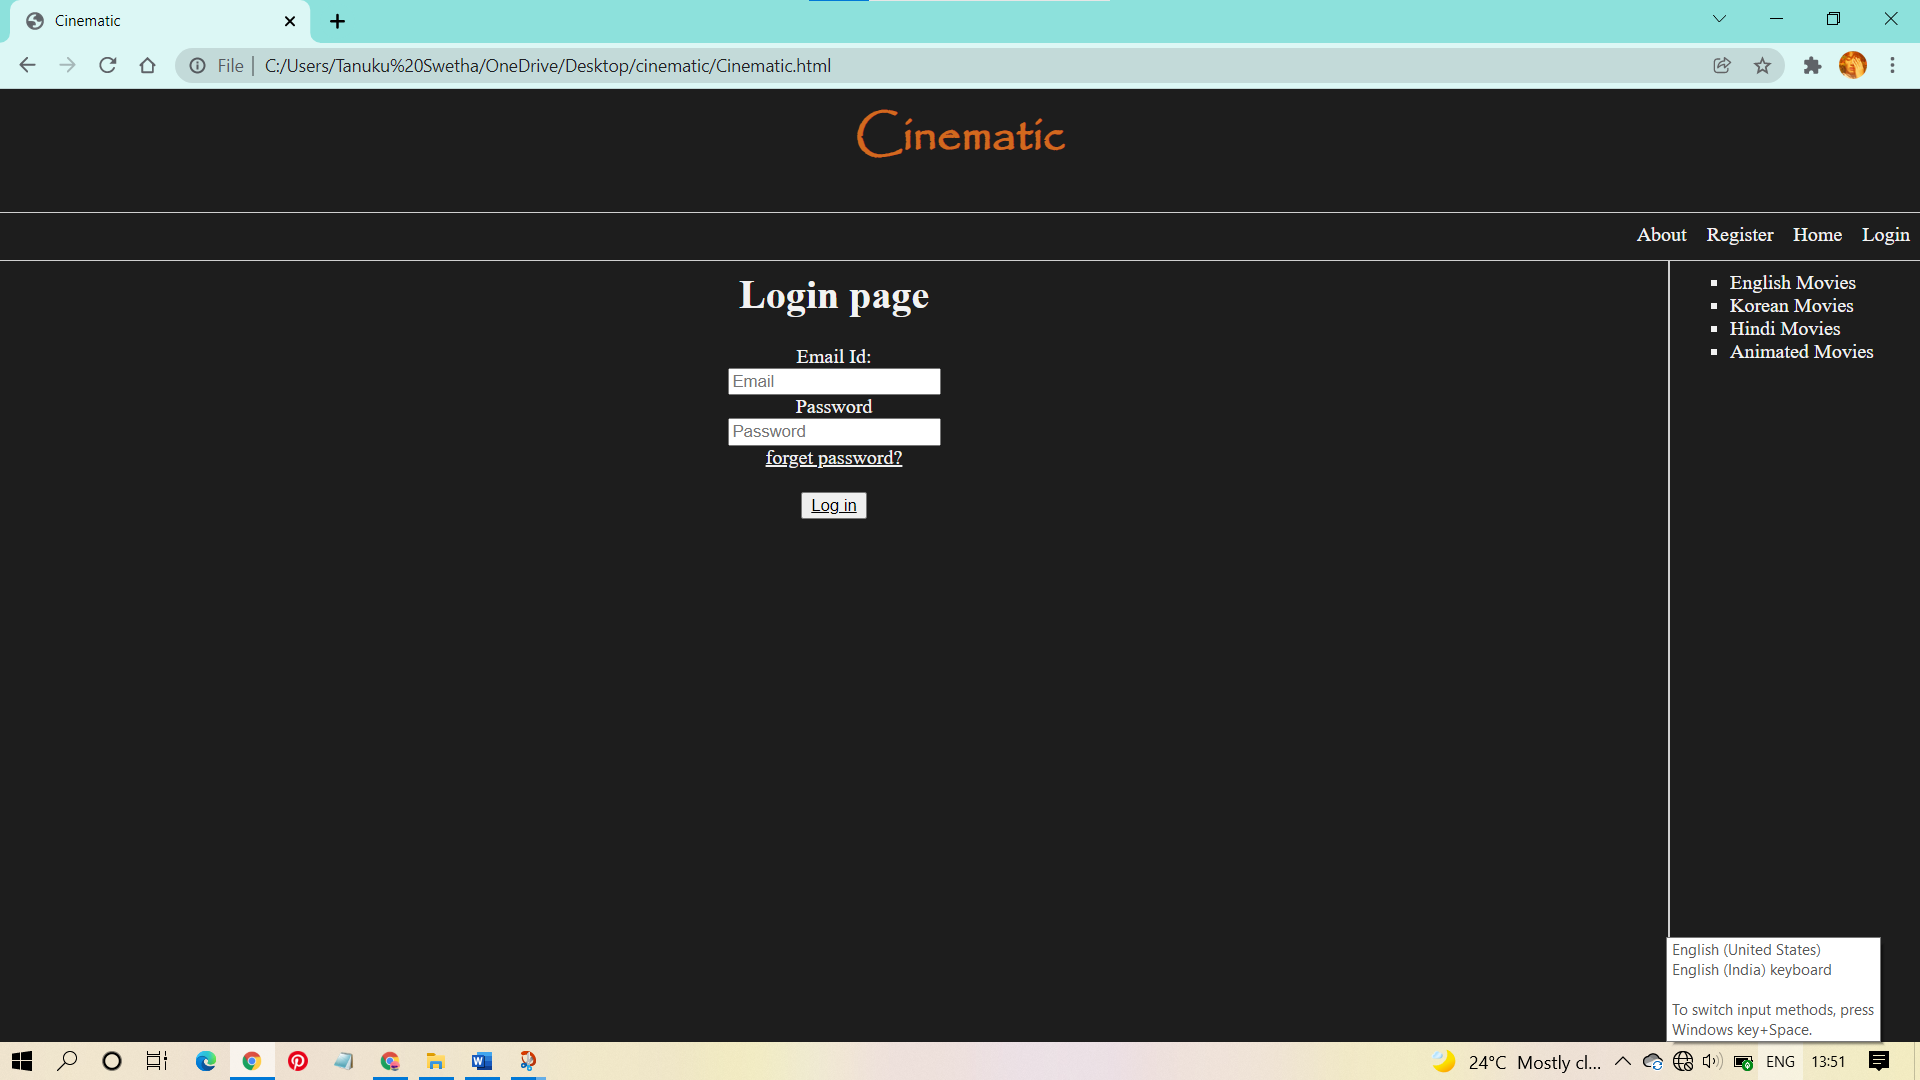 Cinematic
File | C:/Users/Tanuku%20Swetha/OneDrive/Desktop/cinematic/Cinematic.html
Cinematic
About Register Home Login
Login page
Email Id:
Email
Password
Password
forget password?
Log in
English Movies
Korean Movies
Hindi Movies
Animated Movies
English (United States)
English (India) keyboard
To switch input methods, press
Windows key+Space.
24°C Mostly cl... ENG 13:51